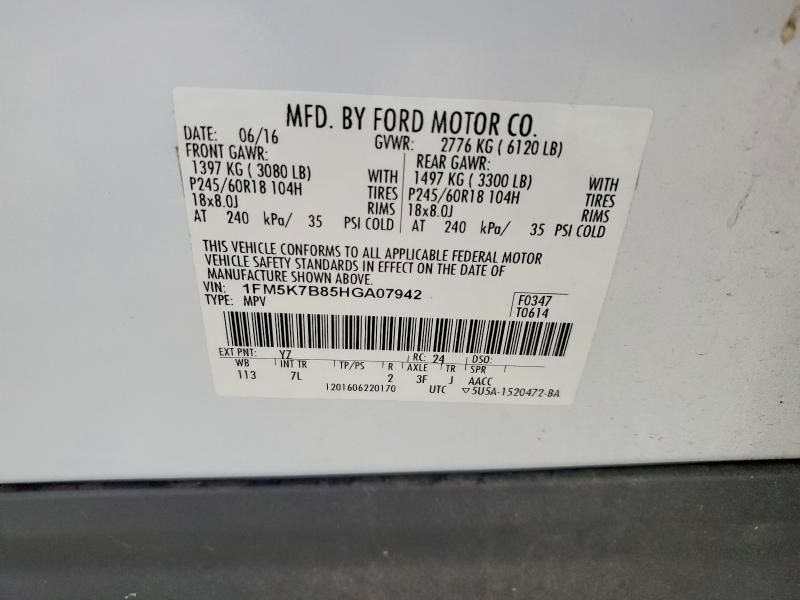 MFD. BY FORD MOTOR CO.
DATE: 06/16 GVWR: 2776 KG ( 6120 LB)
FRONT GAWR: REAR GAWR:
1397 KG ( 3080 LB) WITH 1497 KG ( 3300 LB) WITH
P245/60R18 104H TIRES P245/60R18 104H TIRES
18x8.0J RIMS 18x8.0J RIMS
AT 240 kPa/ 35 PSI COLD AT 240 kPa/ 35 PSI COLD
THIS VEHICLE CONFORMS TO ALL APPLICABLE FEDERAL MOTOR
VEHICLE SAFETY STANDARDS IN EFFECT ON THE DATE OF
MANUFACTURE SHOWN ABOVE.
VIN: 1FM5K7B85HGA07942 F0347
TYPE: MPV T0614
EXT PNT: YZ RC: 24 DSO:
WB INT TR TP/PS R AXLE TR SPR
113 7L 2 3F J AACC
1201606220170 UTC ▽5U5A-1520472-BA